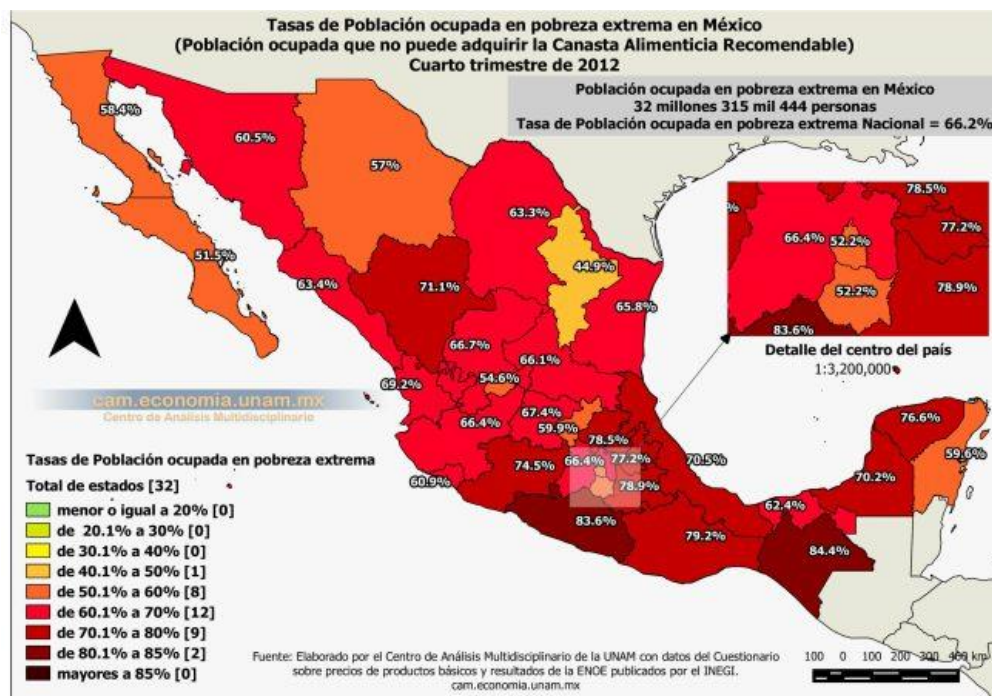 Tasas de Población ocupada en pobreza extrema en México
(Población ocupada que no puede adquirir la Canasta Alimenticia Recomendable)
Cuarto trimestre de 2012
Población ocupada en pobreza extrema en México
32 millones 315 mil 444 personas
Tasa de Población ocupada en pobreza extrema Nacional = 66.2%
58.4%
60.5%
57%
63.3%
44.9%
51.5%
63.4%
71.1%
65.8%
66.7%
66.1%
69.2%
54.6%
67.4%
66.4%
59.9%
78.5%
74.5%
66.4%
77.2%
70.5%
60.9%
78.9%
83.6%
79.2%
62.4%
84.4%
70.2%
76.6%
59.6%
78.5%
66.4%
52.2%
77.2%
52.2%
78.9%
83.6%
Detalle del centro del país
1:3,200,000
cam.economia.unam.mx
Centro de Análisis Multidisciplinario
Tasas de Población ocupada en pobreza extrema
Total de estados [32]
menor o igual a 20% [0]
de 20.1% a 30% [0]
de 30.1% a 40% [0]
de 40.1% a 50% [1]
de 50.1% a 60% [8]
de 60.1% a 70% [12]
de 70.1% a 80% [9]
de 80.1% a 85% [2]
mayores a 85% [0]
Fuente: Elaborado por el Centro de Análisis Multidisciplinario de la UNAM con datos del Cuestionario
sobre precios de productos básicos y resultados de la ENOE publicados por el INEGI.
cam.economia.unam.mx
100 0 100 200 300 400 km